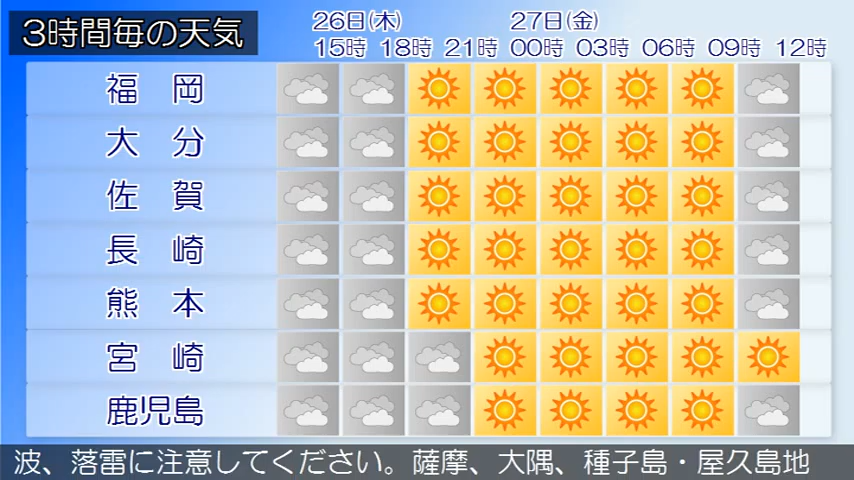 3時間毎の天気
26日(木) 27日(金)
15時 18時 21時 00時 03時 06時 09時 12時
福岡
大分
佐賀
長崎
熊本
宮崎
鹿児島
波、落雷に注意してください。薩摩、大隅、種子島・屋久島地